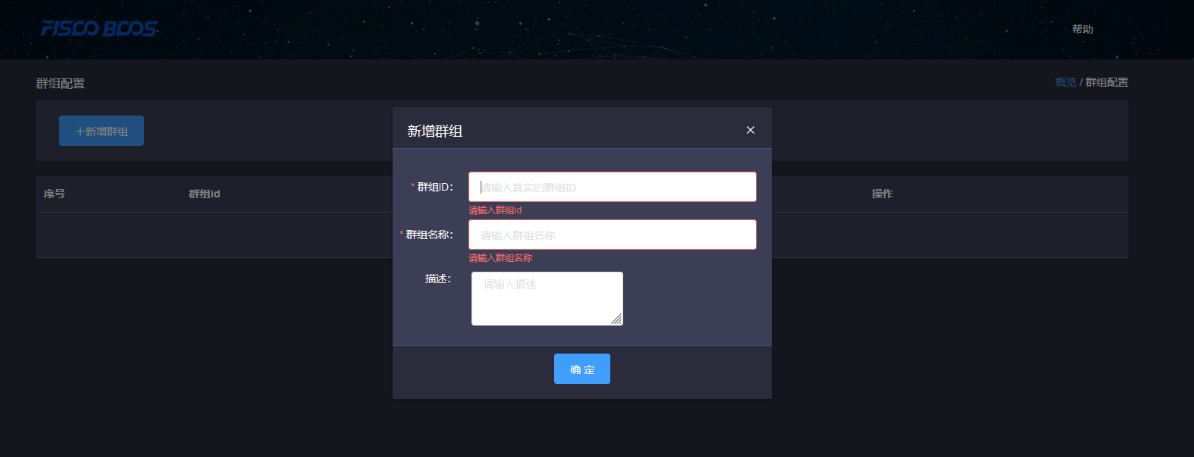 FISCO BCOS
帮助
群组配置
概览 / 群组配置
+新增群组
新增群组
序号
群组id
操作
* 群组ID:
请输入真实的群组ID
请输入群组id
* 群组名称:
请输入群组名称
请输入群组名称
描述:
请输入描述
确 定